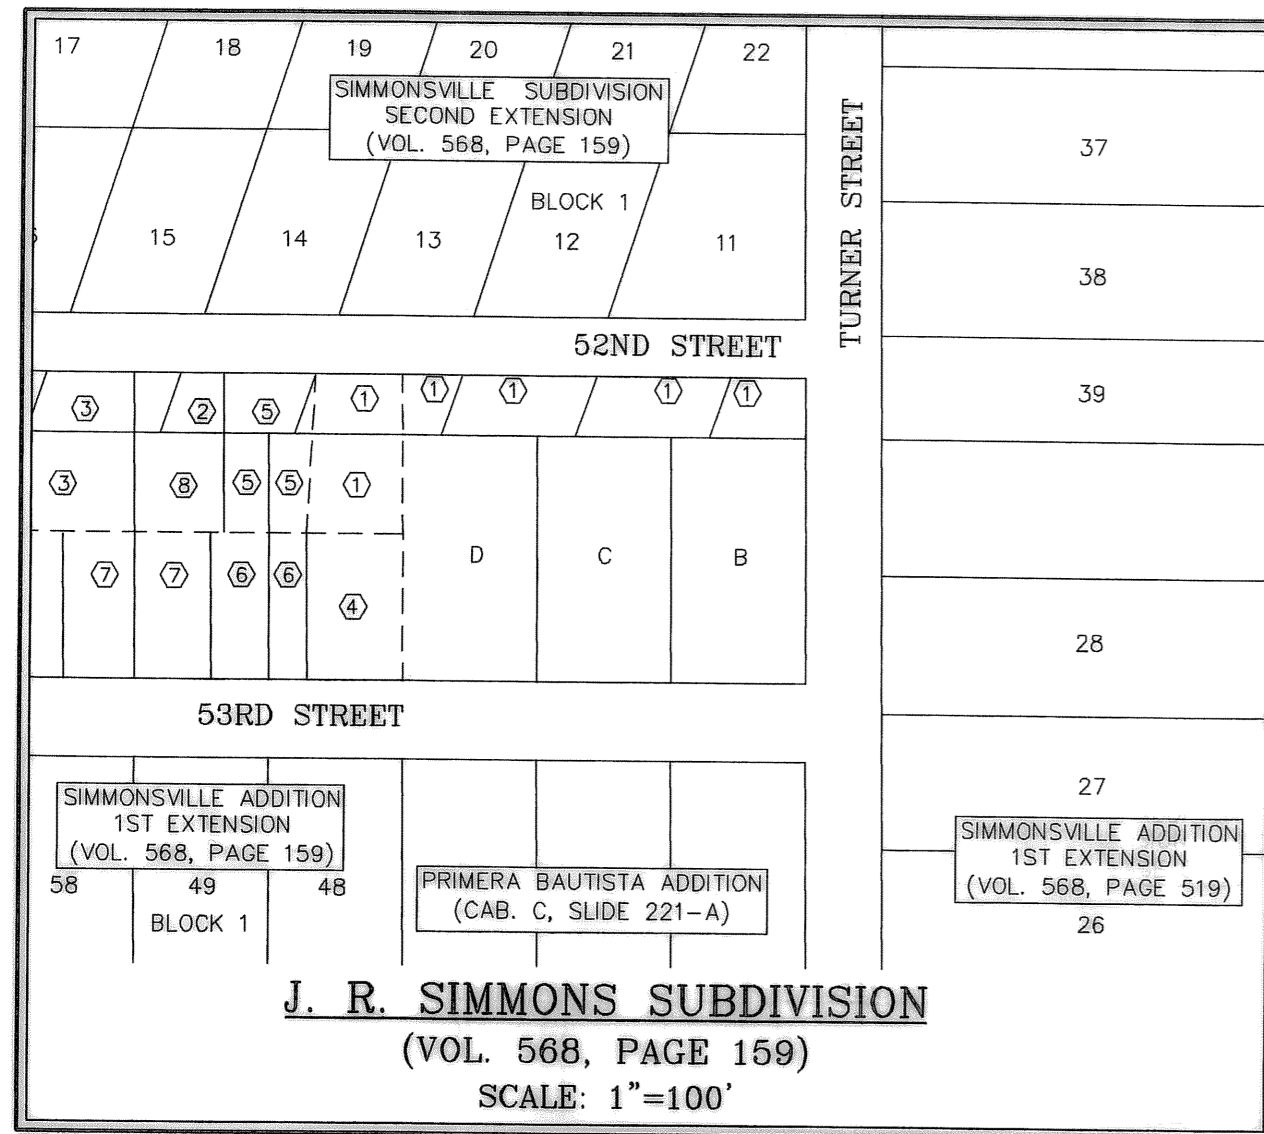 17 18 19 20 21 22
SIMMONSVILLE SUBDIVISION
SECOND EXTENSION
(VOL. 568, PAGE 159)
TURNER STREET
37
BLOCK 1
15 14 13 12 11
38
52ND STREET
39
3 2 5 1 1 1 1 1
3 8 5 5 1
D C B
7 7 6 6 4
28
53RD STREET
27
SIMMONSVILLE ADDITION
1ST EXTENSION
(VOL. 568, PAGE 159)
58 49 48
BLOCK 1
PRIMERA BAUTISTA ADDITION
(CAB. C, SLIDE 221-A)
SIMMONSVILLE ADDITION
1ST EXTENSION
(VOL. 568, PAGE 519)
26
J. R. SIMMONS SUBDIVISION
(VOL. 568, PAGE 159)
SCALE: 1"=100'